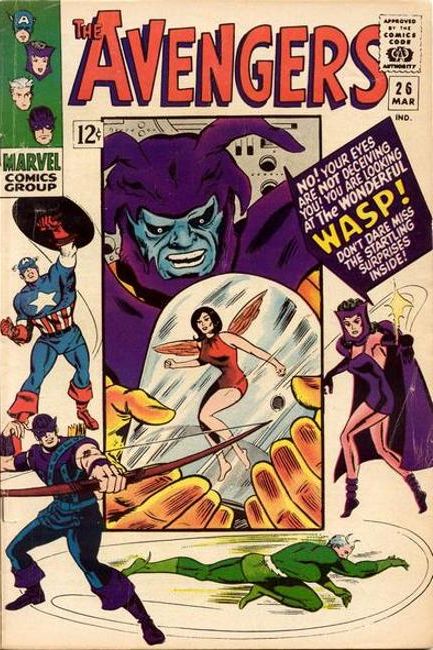 THE
AVENGERS
APPROVED
BY THE
COMICS
CODE
AUTHORITY
26
MAR
IND.
12¢
MARVEL
COMICS
GROUP
NO! YOUR EYES
ARE NOT DECEIVING
YOU! YOU ARE LOOKING
AT THE WONDERFUL
WASP!
DON'T DARE MISS
THE STARTLING
SURPRISES
INSIDE!
A
A